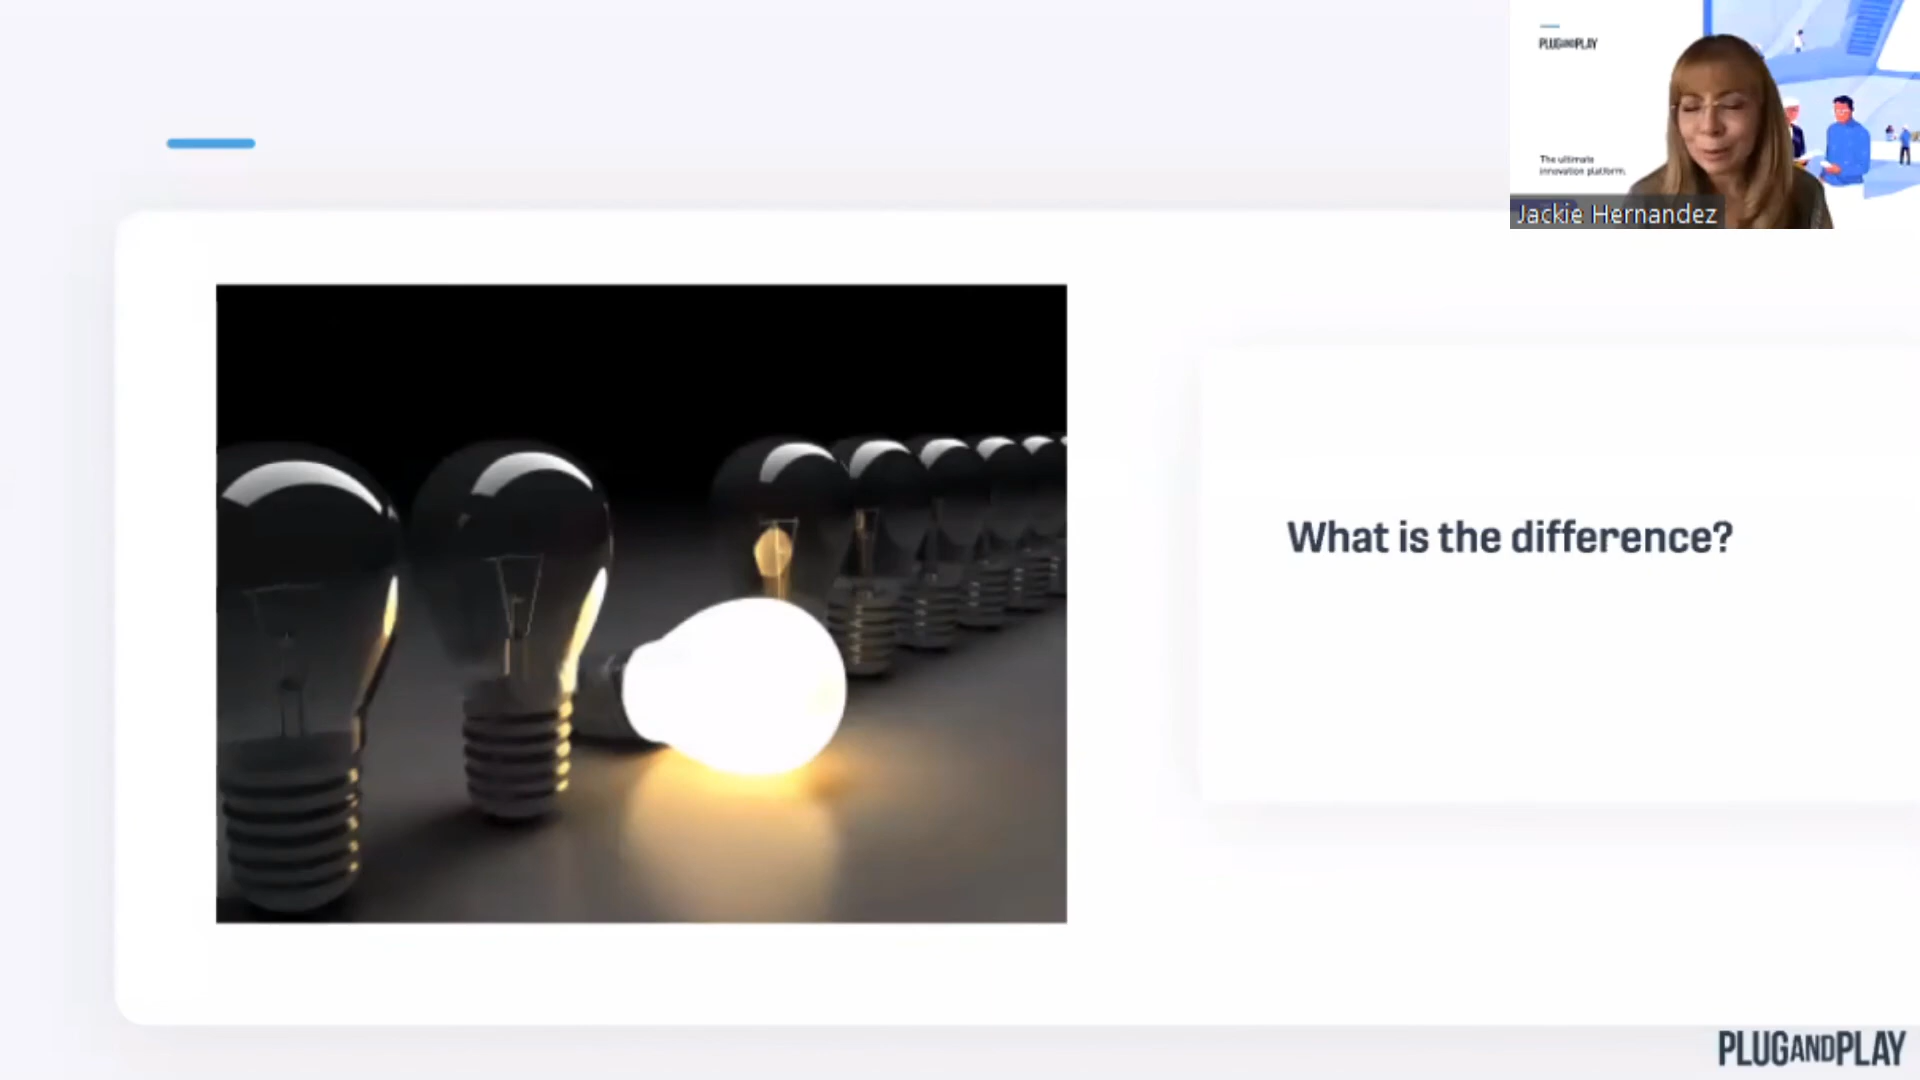 PLUGANDPLAY
The ultimate
innovation platform.
Jackie Hernandez
What is the difference?
PLUGANDPLAY